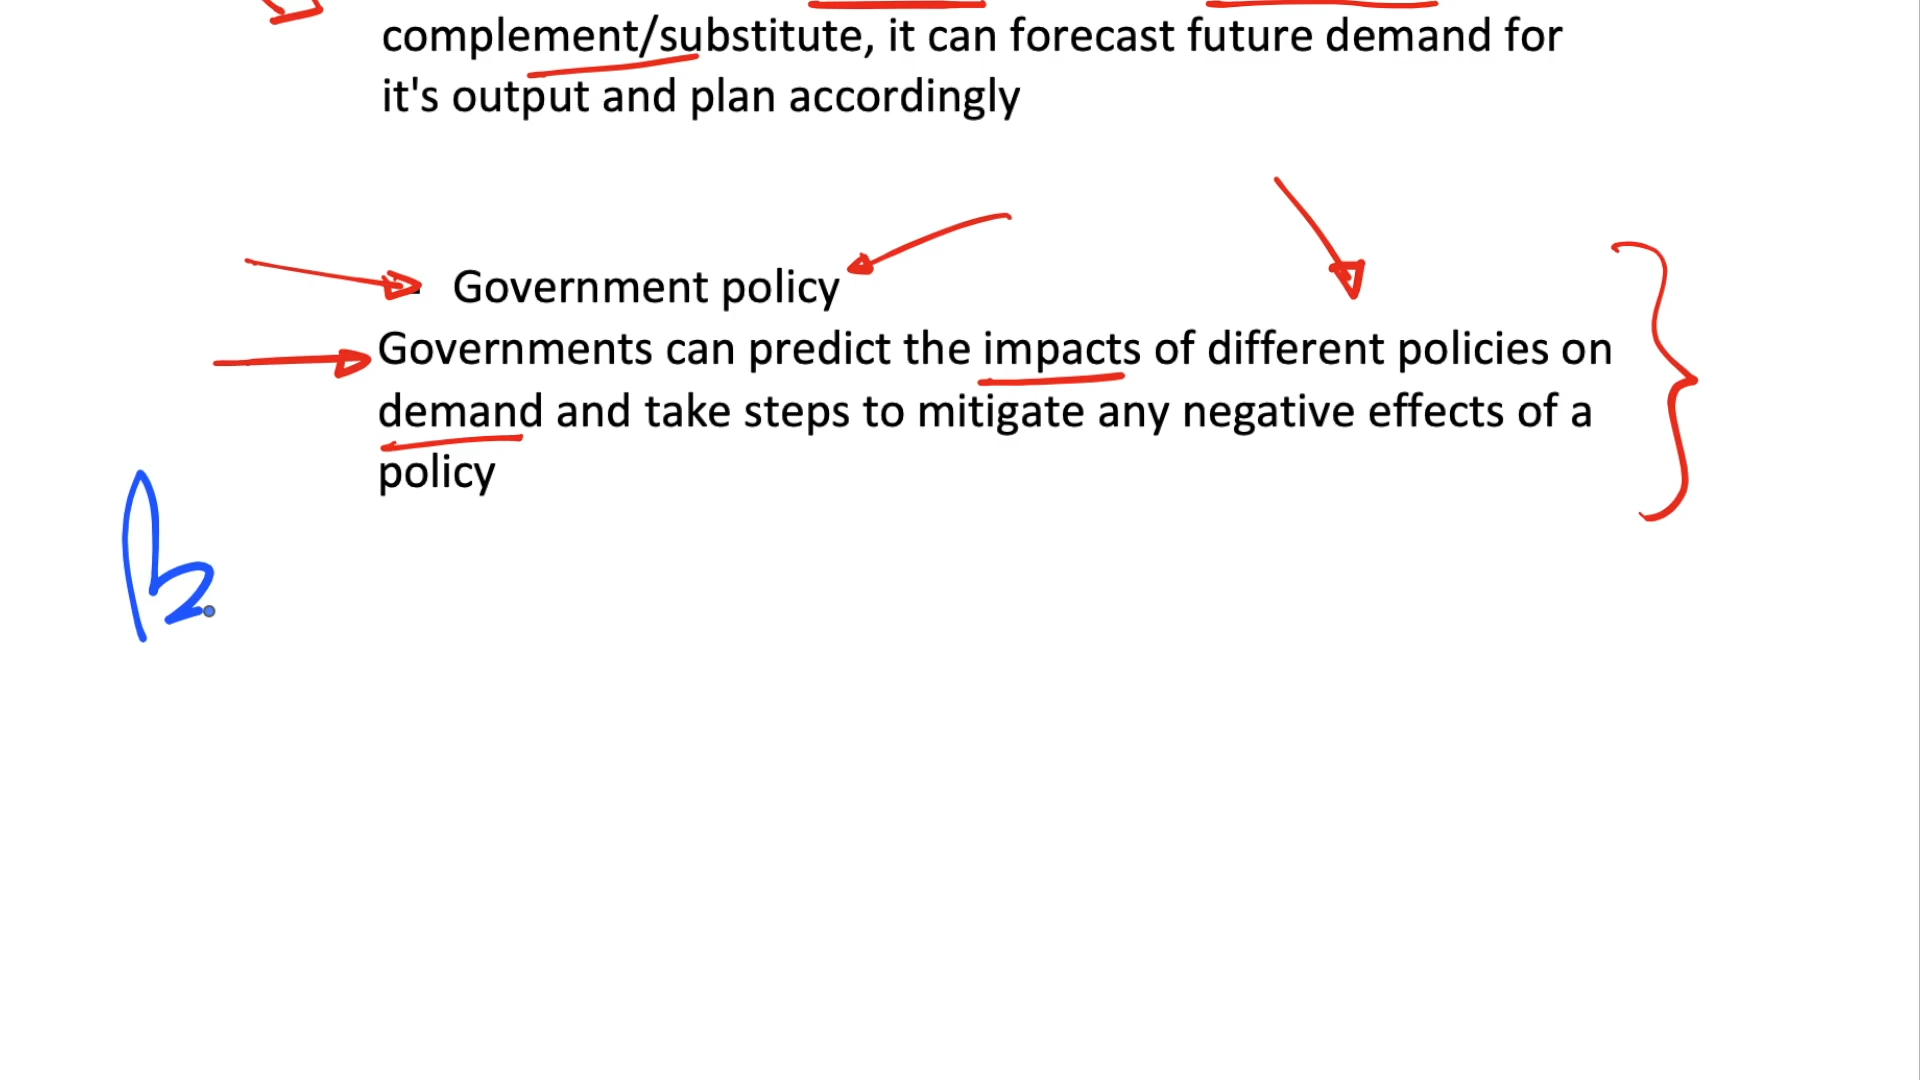 complement/substitute, it can forecast future demand for
it's output and plan accordingly
Government policy
Governments can predict the impacts of different policies on
demand and take steps to mitigate any negative effects of a
policy